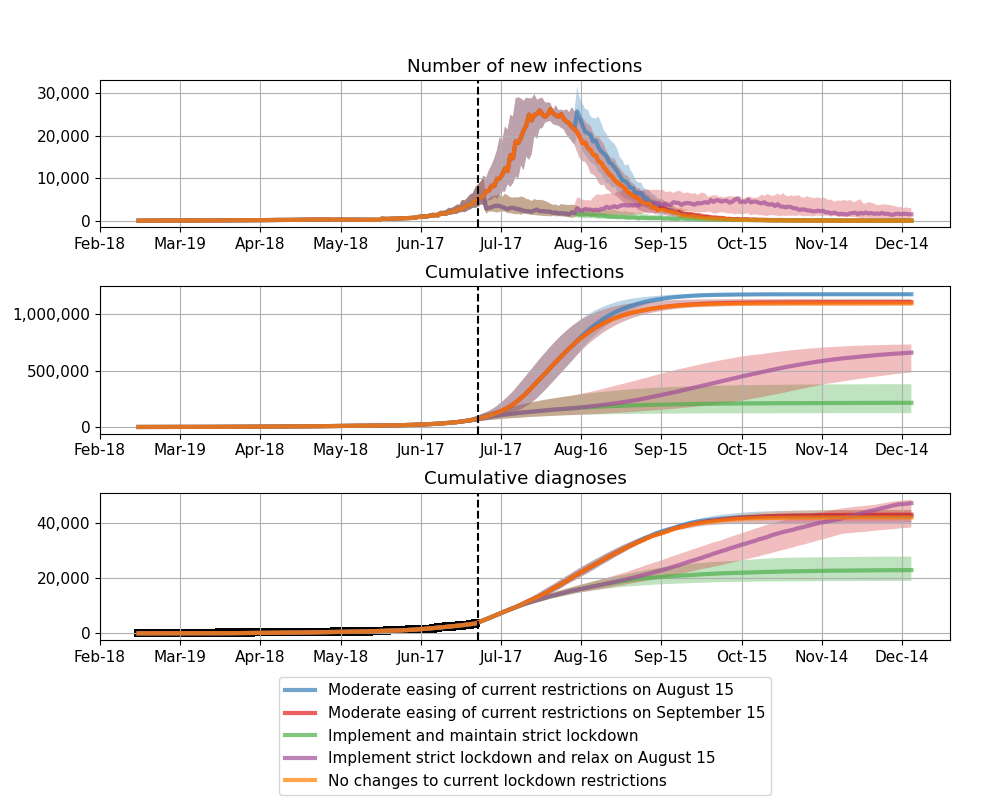 Number of new infections
30,000
20,000
10,000
0
Feb-18 Mar-19 Apr-18 May-18 Jun-17 Jul-17 Aug-16 Sep-15 Oct-15 Nov-14 Dec-14
Cumulative infections
1,000,000
500,000
0
Feb-18 Mar-19 Apr-18 May-18 Jun-17 Jul-17 Aug-16 Sep-15 Oct-15 Nov-14 Dec-14
Cumulative diagnoses
40,000
20,000
0
Feb-18 Mar-19 Apr-18 May-18 Jun-17 Jul-17 Aug-16 Sep-15 Oct-15 Nov-14 Dec-14
Moderate easing of current restrictions on August 15
Moderate easing of current restrictions on September 15
Implement and maintain strict lockdown
Implement strict lockdown and relax on August 15
No changes to current lockdown restrictions